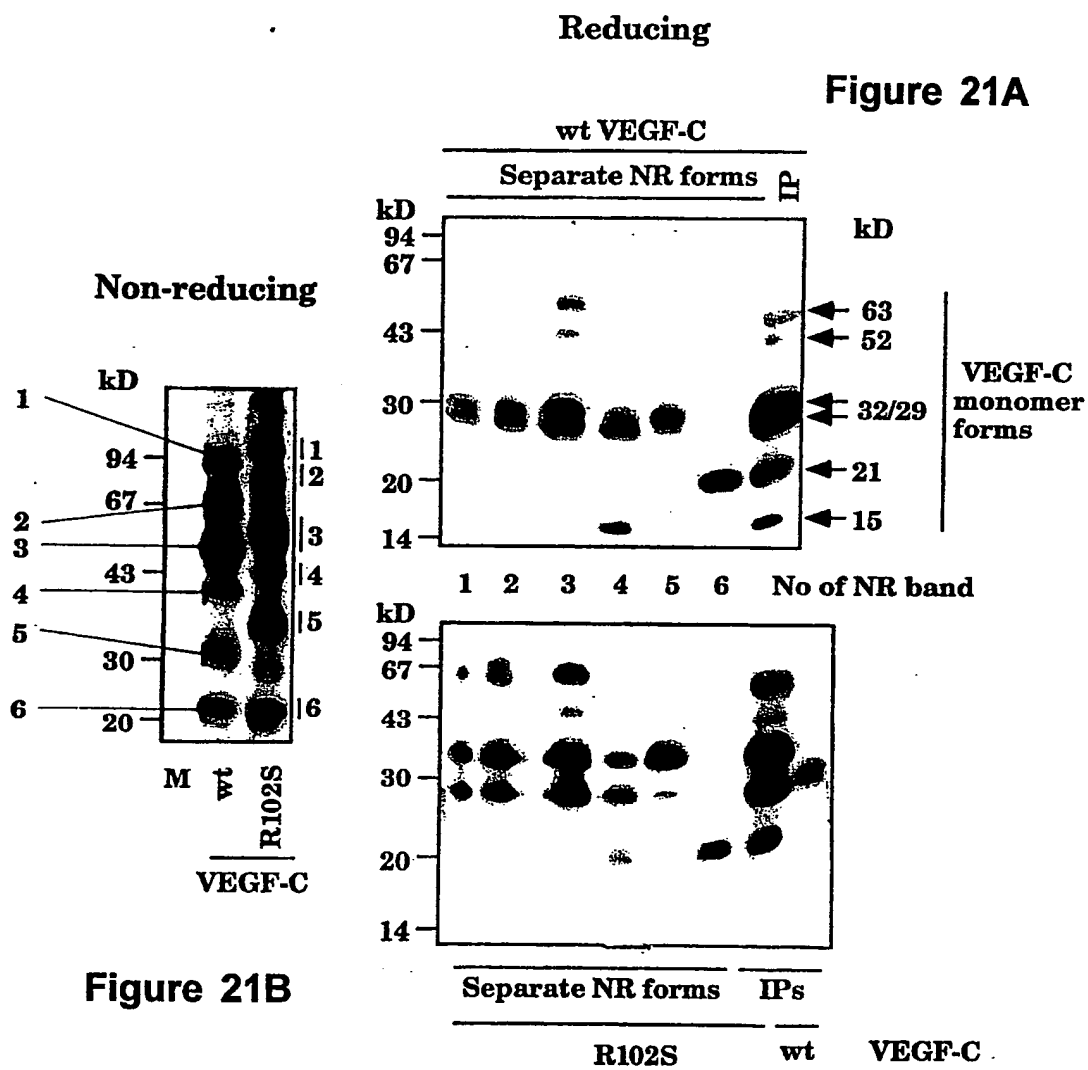 Reducing
Figure 21A
wt VEGF-C
Separate NR forms IP
kD
94
67
43
30
20
14
kD
63
52
32/29
21
15
VEGF-C
monomer
forms
Non-reducing
kD
94
67
43
30
20
1
2
3
4
5
6
1
2
3
4
5
6
M wt R102S
VEGF-C
1 2 3 4 5 6 No of NR band
kD
94
67
43
30
20
14
Separate NR forms IPs
R102S wt VEGF-C
Figure 21B